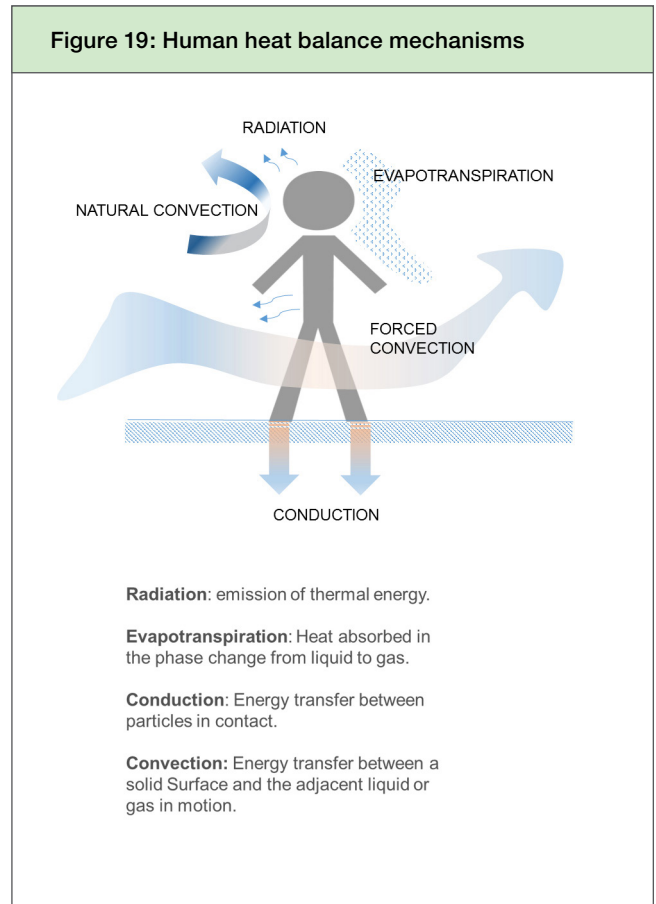 Figure 19: Human heat balance mechanisms
RADIATION
EVAPOTRANSPIRATION
NATURAL CONVECTION
FORCED
CONVECTION
CONDUCTION
Radiation: emission of thermal energy.
Evapotranspiration: Heat absorbed in
the phase change from liquid to gas.
Conduction: Energy transfer between
particles in contact.
Convection: Energy transfer between a
solid Surface and the adjacent liquid or
gas in motion.